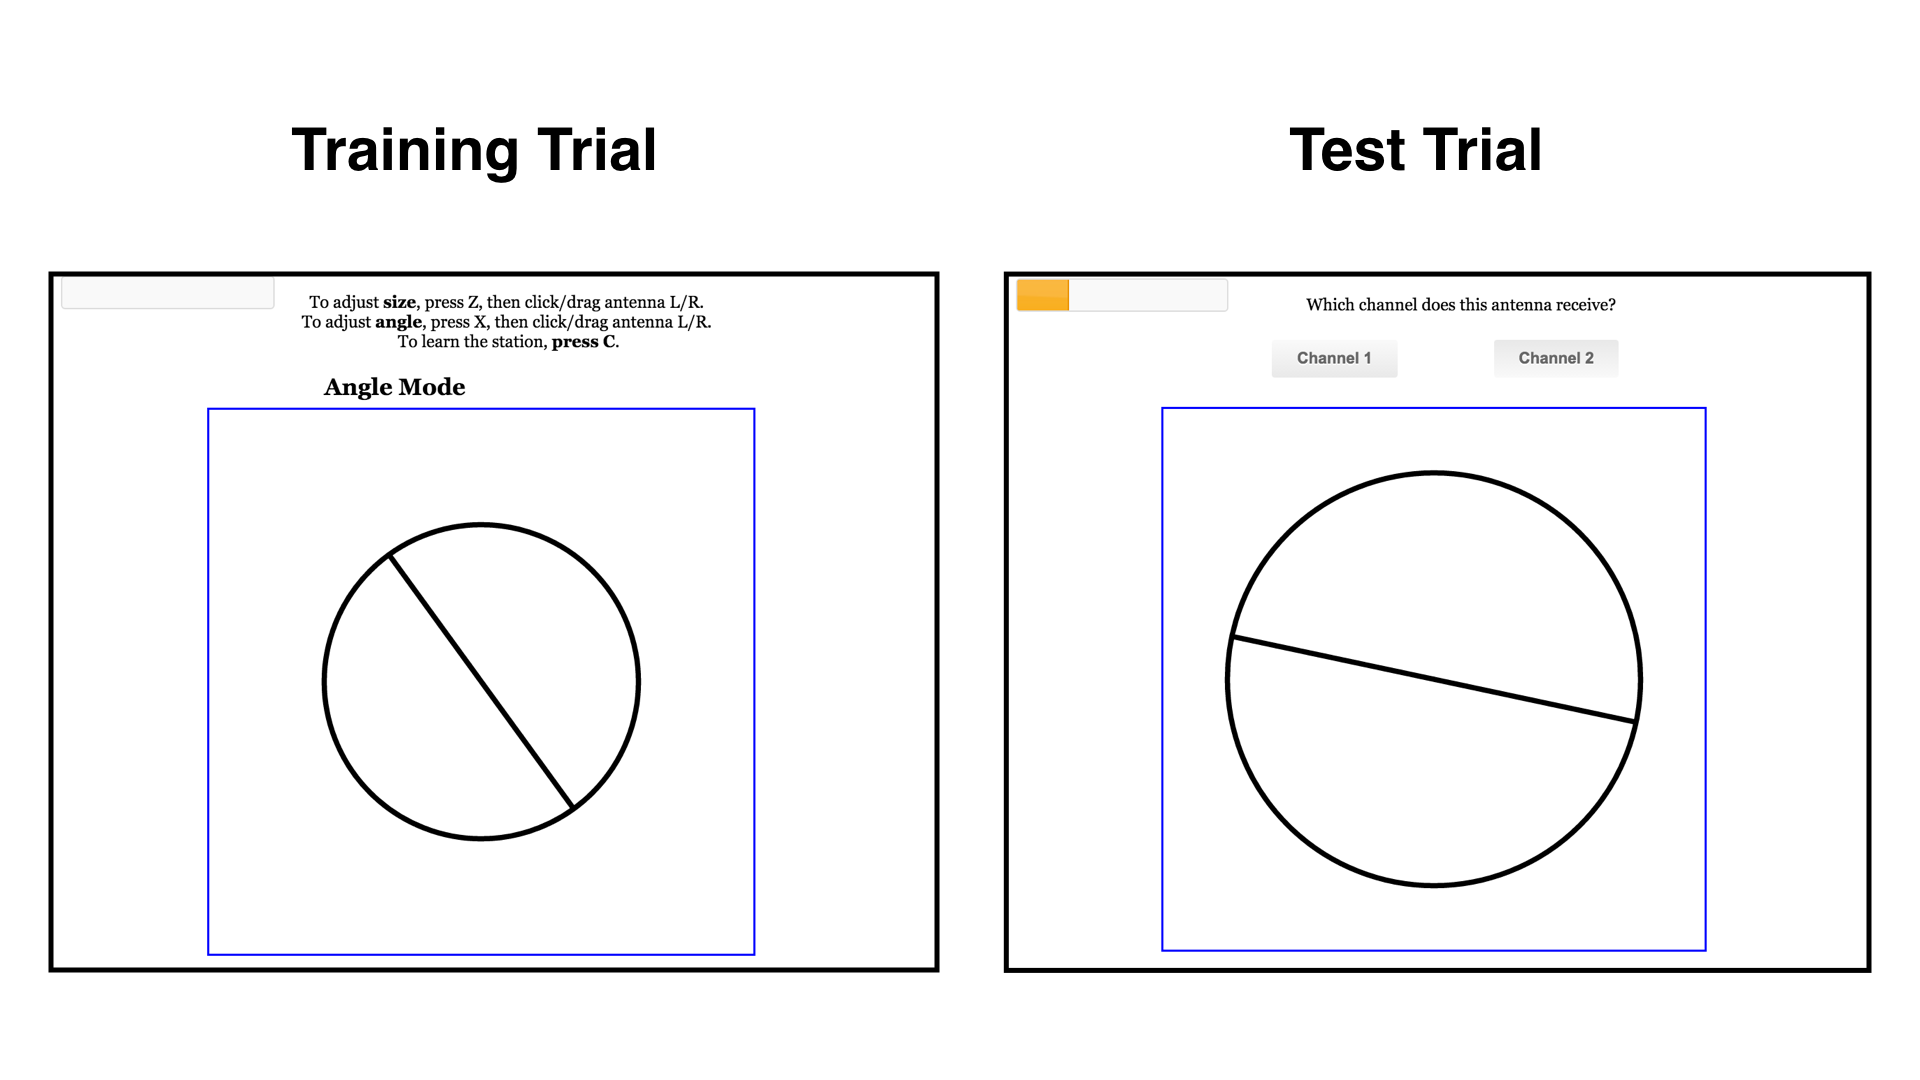 Training Trial
To adjust size, press Z, then click/drag antenna L/R.
To adjust angle, press X, then click/drag antenna L/R.
To learn the station, press C.
Angle Mode
Test Trial
Which channel does this antenna receive?
Channel 1
Channel 2